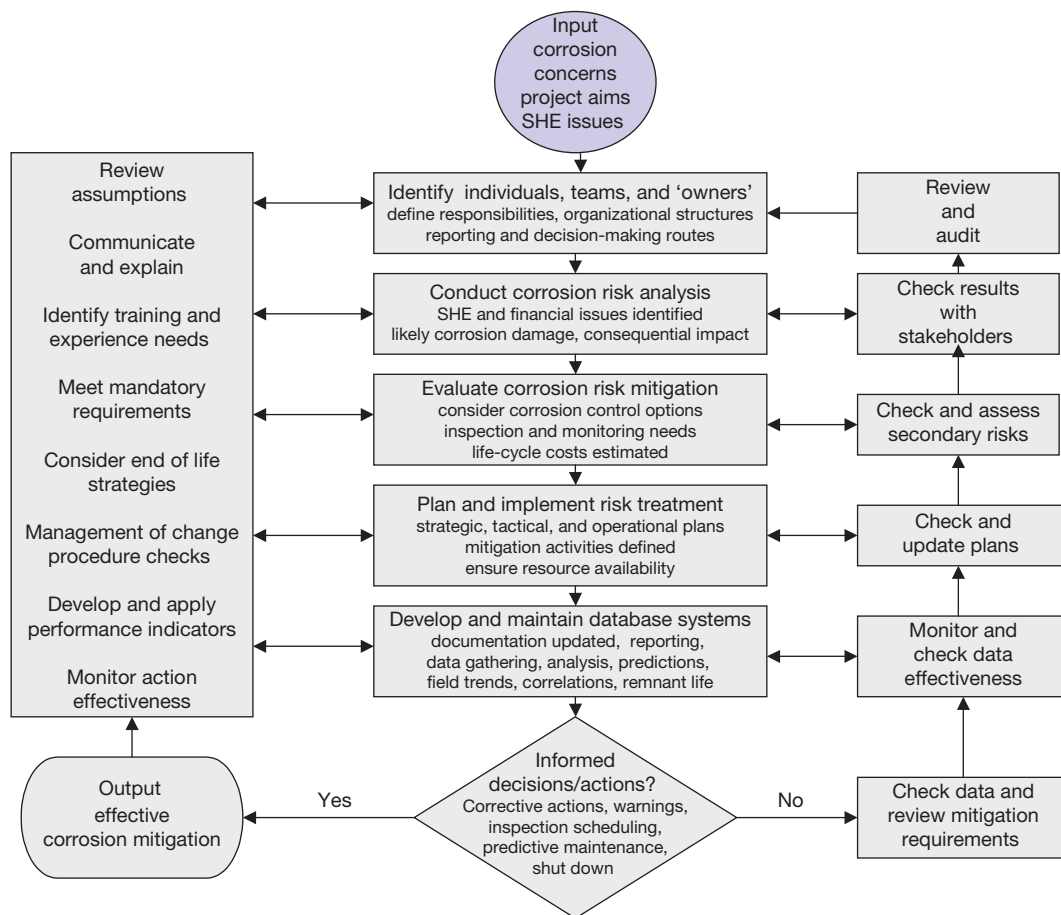 Input
corrosion
concerns
project aims
SHE issues
Review
assumptions
Communicate
and explain
Identify training and
experience needs
Meet mandatory
requirements
Consider end of life
strategies
Management of change
procedure checks
Develop and apply
performance indicators
Monitor action
effectiveness
Identify individuals, teams, and ‘owners’
define responsibilities, organizational structures
reporting and decision-making routes
Conduct corrosion risk analysis
SHE and financial issues identified
likely corrosion damage, consequential impact
Evaluate corrosion risk mitigation
consider corrosion control options
inspection and monitoring needs
life-cycle costs estimated
Plan and implement risk treatment
strategic, tactical, and operational plans
mitigation activities defined
ensure resource availability
Develop and maintain database systems
documentation updated, reporting,
data gathering, analysis, predictions,
field trends, correlations, remnant life
Review
and
audit
Check results
with
stakeholders
Check and assess
secondary risks
Check and
update plans
Monitor and
check data
effectiveness
Output
effective
corrosion mitigation
Yes
Informed
decisions/actions?
Corrective actions, warnings,
inspection scheduling,
predictive maintenance,
shut down
No
Check data and
review mitigation
requirements